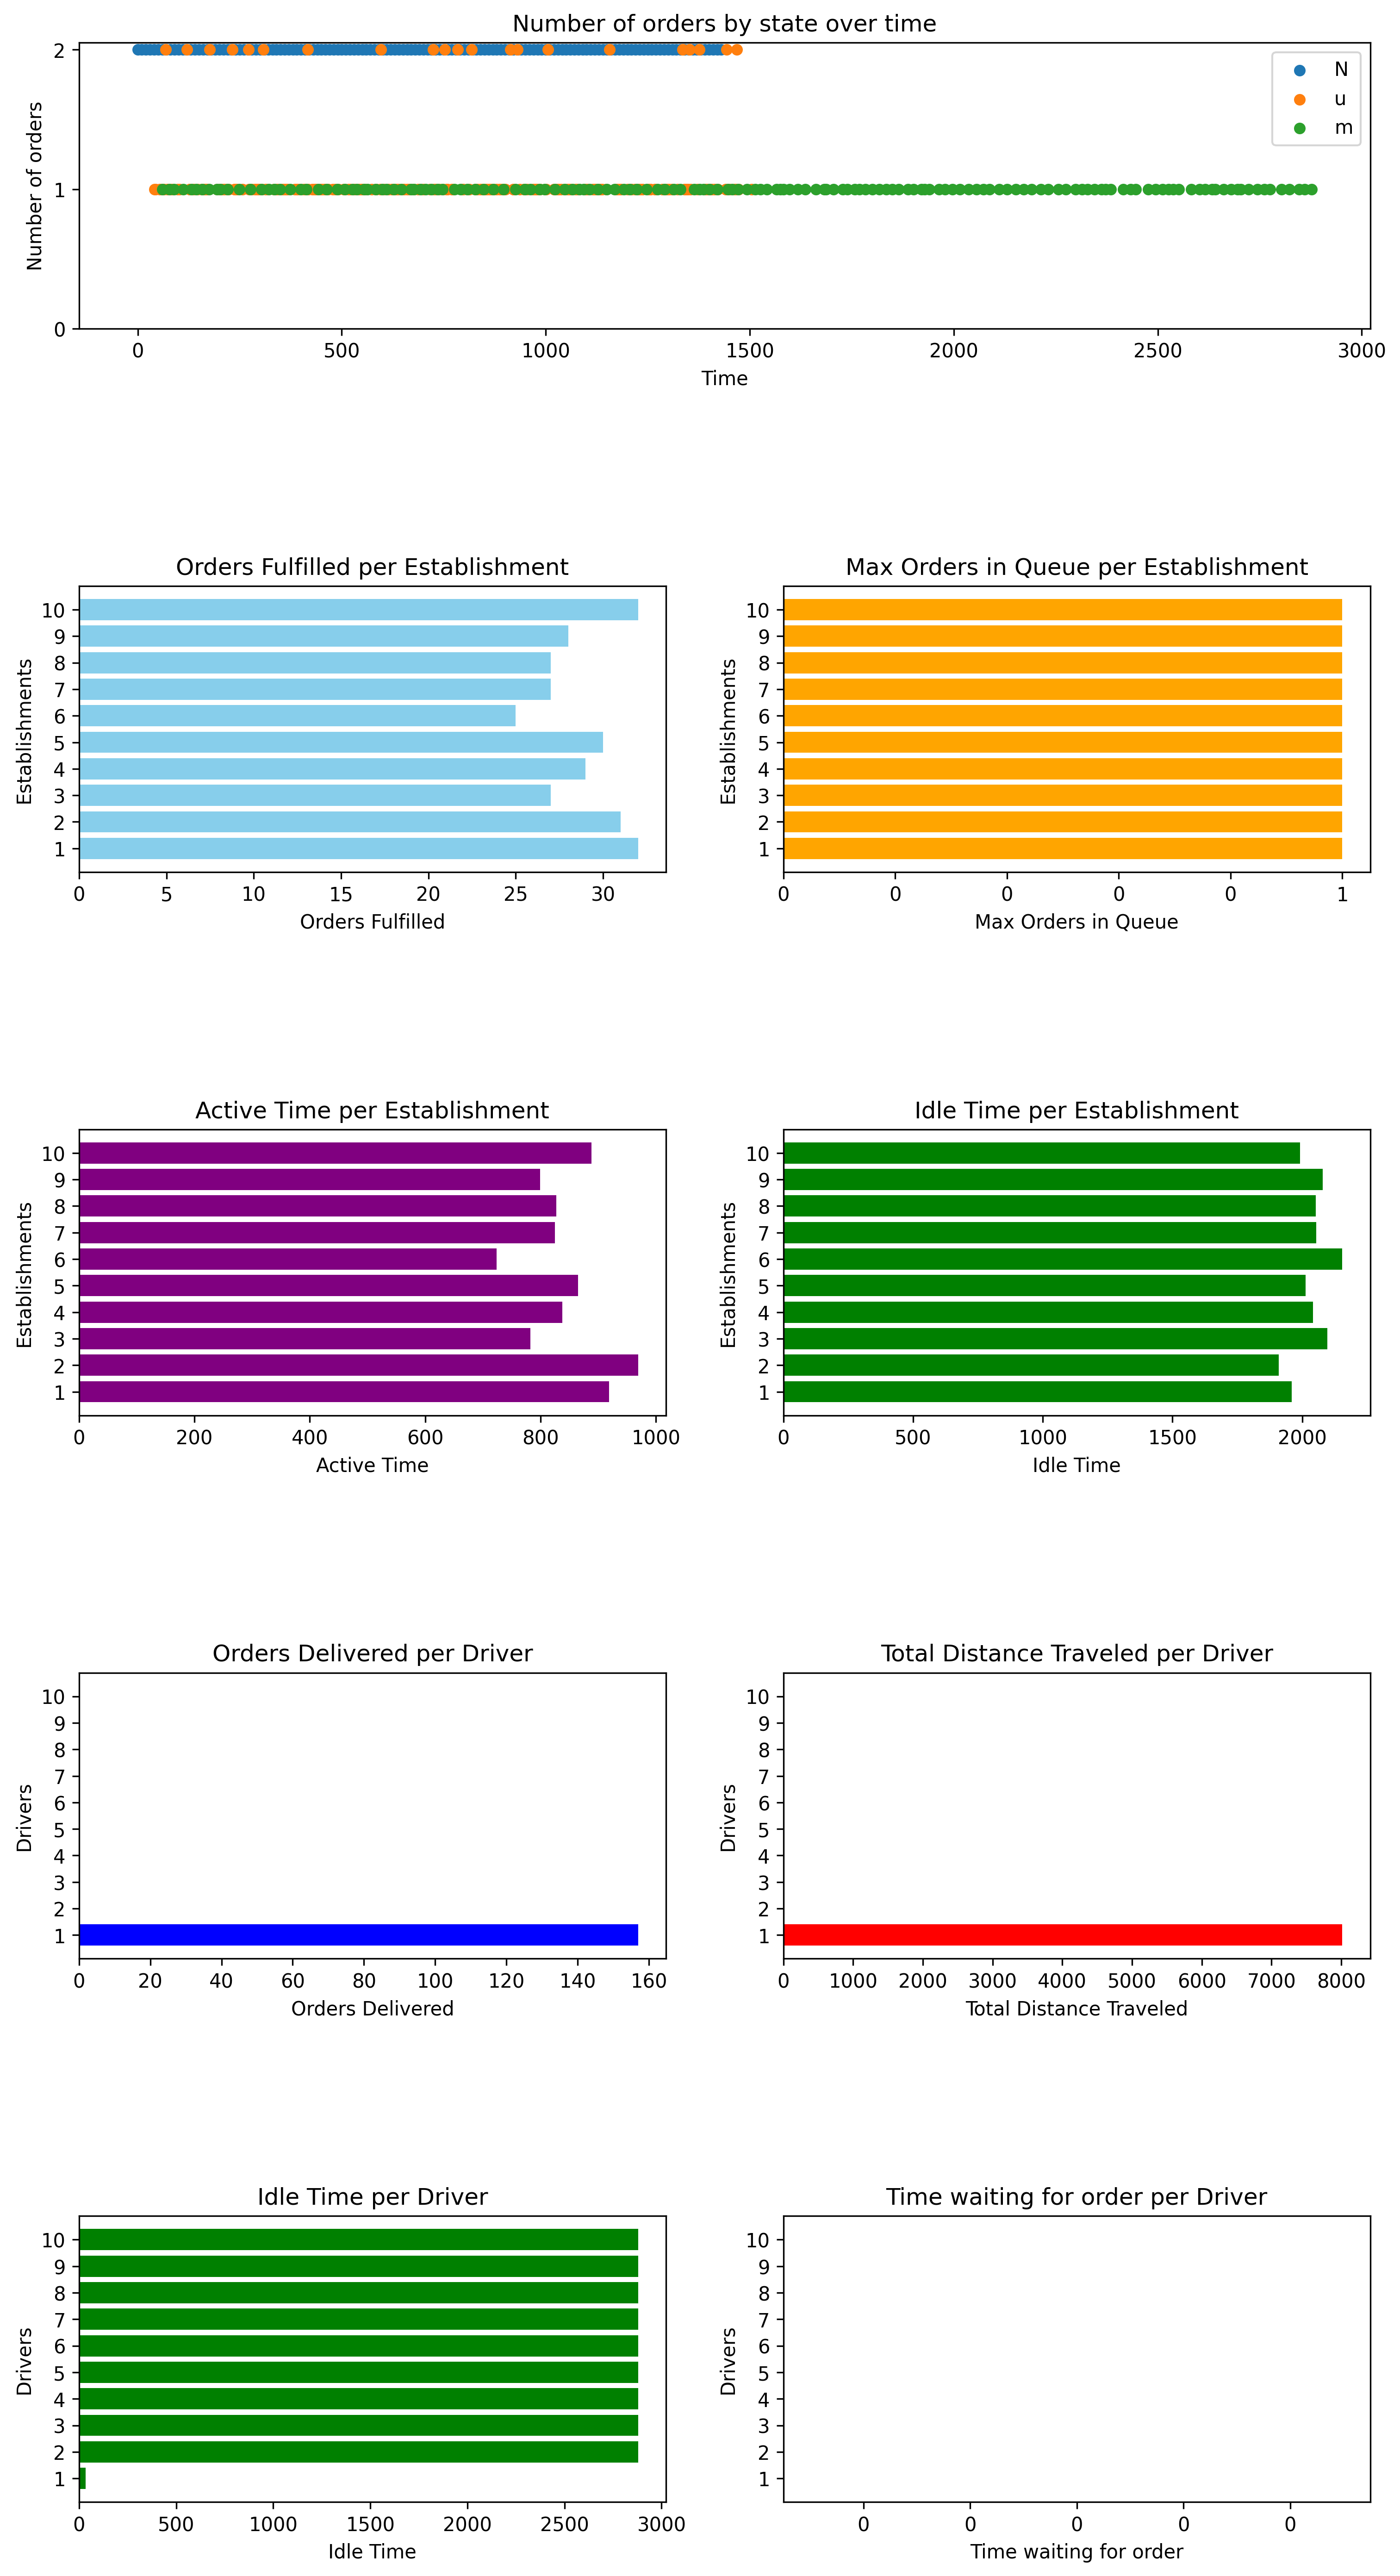 Number of orders by state over time
Number of orders
2
1
0
N
u
m
0 500 1000 1500 2000 2500 3000
Time
Orders Fulfilled per Establishment
Establishments
10
9
8
7
6
5
4
3
2
1
0 5 10 15 20 25 30
Orders Fulfilled
Max Orders in Queue per Establishment
Establishments
10
9
8
7
6
5
4
3
2
1
0 0 0 0 0 1
Max Orders in Queue
Active Time per Establishment
Establishments
10
9
8
7
6
5
4
3
2
1
0 200 400 600 800 1000
Active Time
Idle Time per Establishment
Establishments
10
9
8
7
6
5
4
3
2
1
0 500 1000 1500 2000
Idle Time
Orders Delivered per Driver
Drivers
10
9
8
7
6
5
4
3
2
1
0 20 40 60 80 100 120 140 160
Orders Delivered
Total Distance Traveled per Driver
Drivers
10
9
8
7
6
5
4
3
2
1
0 1000 2000 3000 4000 5000 6000 7000 8000
Total Distance Traveled
Idle Time per Driver
Drivers
10
9
8
7
6
5
4
3
2
1
0 500 1000 1500 2000 2500 3000
Idle Time
Time waiting for order per Driver
Drivers
10
9
8
7
6
5
4
3
2
1
0 0 0 0 0
Time waiting for order